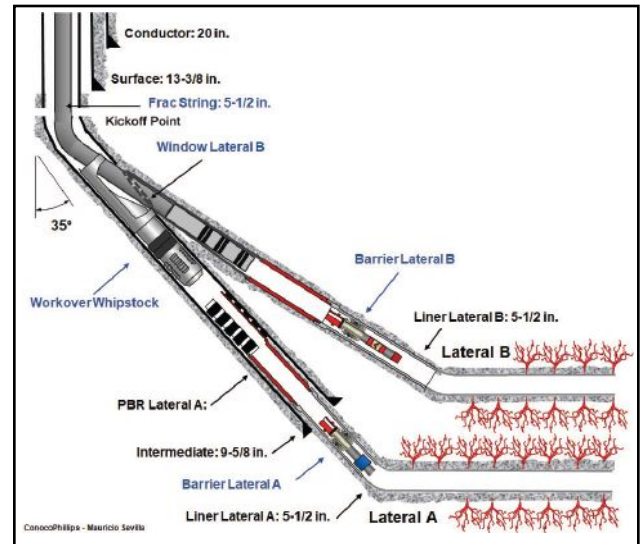 Conductor: 20 in.
Surface: 13-3/8 in.
Frac String: 5-1/2 in.
Kickoff Point
Window Lateral B
35º
Barrier Lateral B
Workover Whipstock
Liner Lateral B: 5-1/2 in.
Lateral B
PBR Lateral A:
Intermediate: 9-5/8 in.
Barrier Lateral A
Liner Lateral A: 5-1/2 in.
Lateral A
ConocoPhillips - Mauricio Sevilla